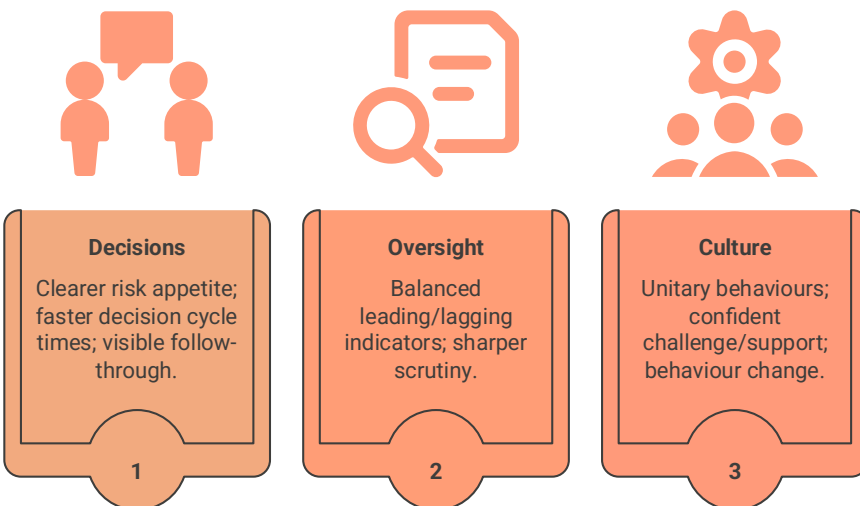 Decisions
Clearer risk appetite;
faster decision cycle
times; visible follow-
through.
1
Oversight
Balanced
leading/lagging
indicators; sharper
scrutiny.
2
Culture
Unitary behaviours;
confident
challenge/support;
behaviour change.
3